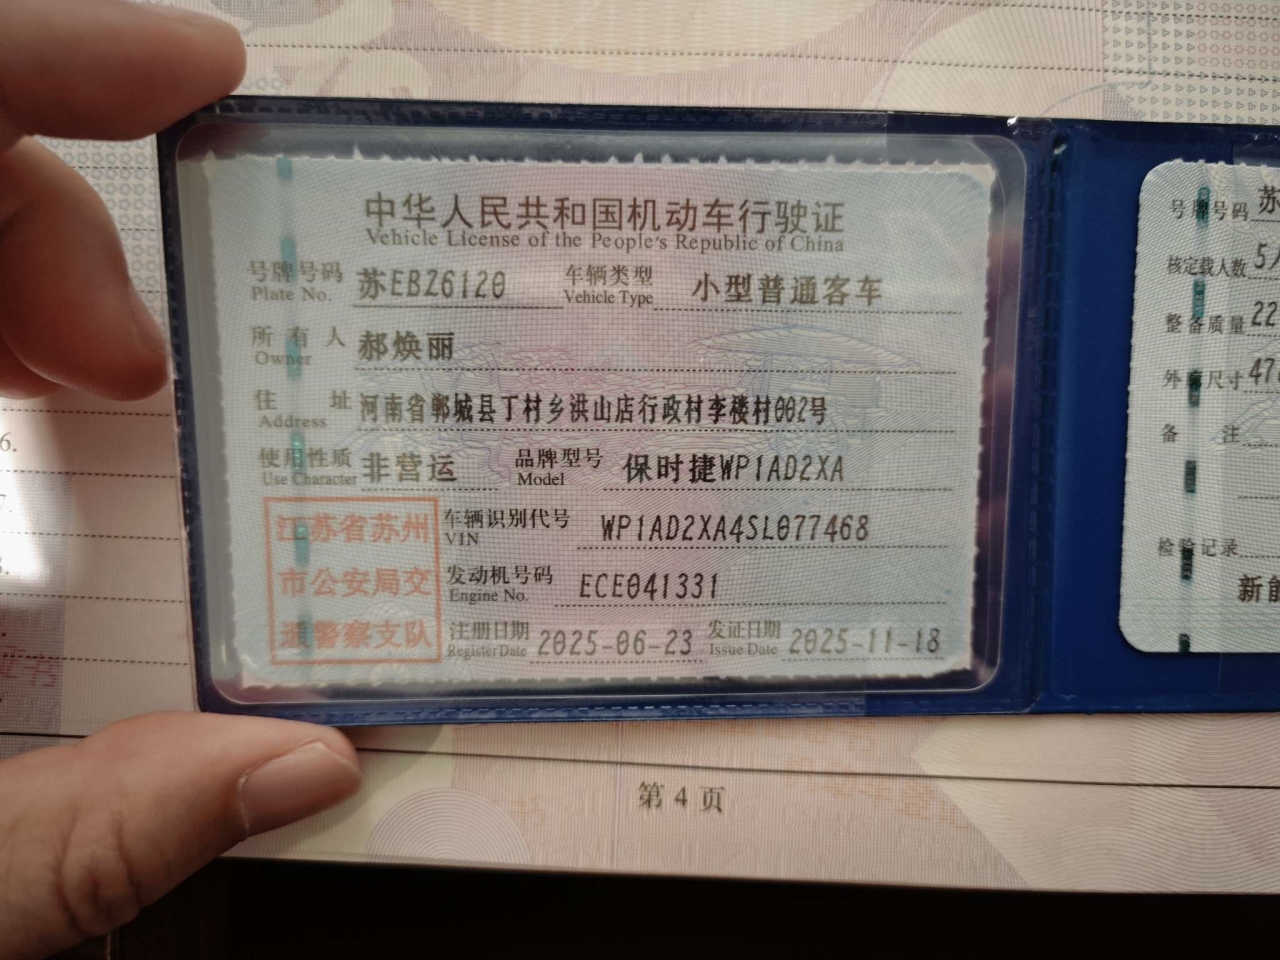 中华人民共和国机动车行驶证
Vehicle License of the People's Republic of China
号牌号码 苏EBZ6120 车辆类型 小型普通客车
Plate No. Vehicle Type
所有人 郝焕丽
Owner
住址 河南省郸城县丁村乡洪山店行政村李楼村002号
Address
使用性质 非营运 品牌型号 保时捷WP1AD2XA
Use Character Model
江苏省苏州
市公安局交
通警察支队
车辆识别代号 WP1AD2XA4SL077468
VIN
发动机号码 ECE041331
Engine No.
注册日期 2025-06-23 发证日期 2025-11-18
Register Date Issue Date
号牌号码 苏
核定载人数 5
整备质量 22
外廓尺寸 47
备注
检验记录
新能
第 4 页
6.